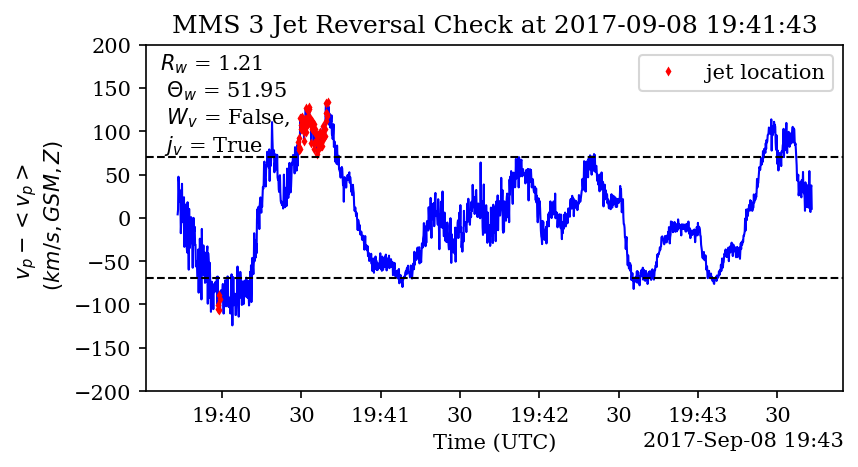 MMS 3 Jet Reversal Check at 2017-09-08 19:41:43
R_w = 1.21
Θ_w = 51.95
W_v = False,
j_v = True
jet location
200
150
100
50
0
−50
−100
−150
−200
v_p − < v_p >
(km/s, GSM, Z)
19:40 30 19:41 30 19:42 30 19:43 30
Time (UTC)
2017-Sep-08 19:43